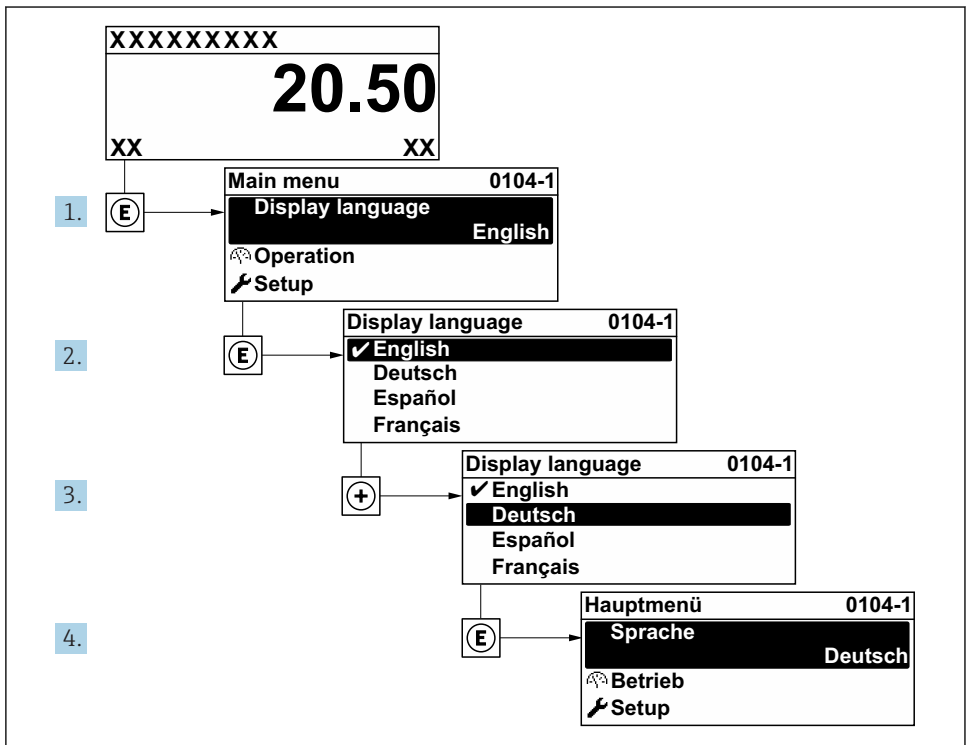 XXXXXXXXX
20.50
XX XX
1. E
Main menu 0104-1
Display language
English
Operation
Setup
2. E
Display language 0104-1
✔English
Deutsch
Español
Français
3. +
Display language 0104-1
✔English
Deutsch
Español
Français
4. E
Hauptmenü 0104-1
Sprache
Deutsch
Betrieb
Setup